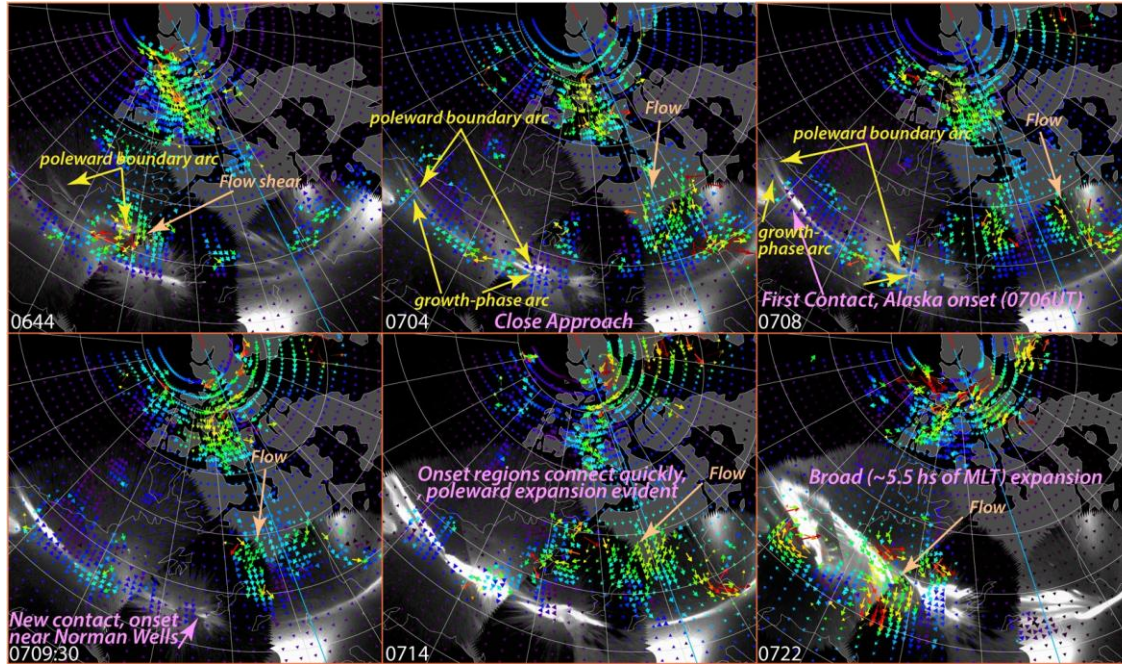 poleward boundary arc
Flow shear
0644
poleward boundary arc
Flow
growth-phase arc
Close Approach
0704
poleward boundary arc
Flow
growth-
phase arc
First Contact, Alaska onset (0706UT)
0708
Flow
New contact, onset
near Norman Wells
0709:30
Onset regions connect quickly,
, poleward expansion evident
Flow
0714
Broad (~5.5 hs of MLT) expansion
Flow
0722